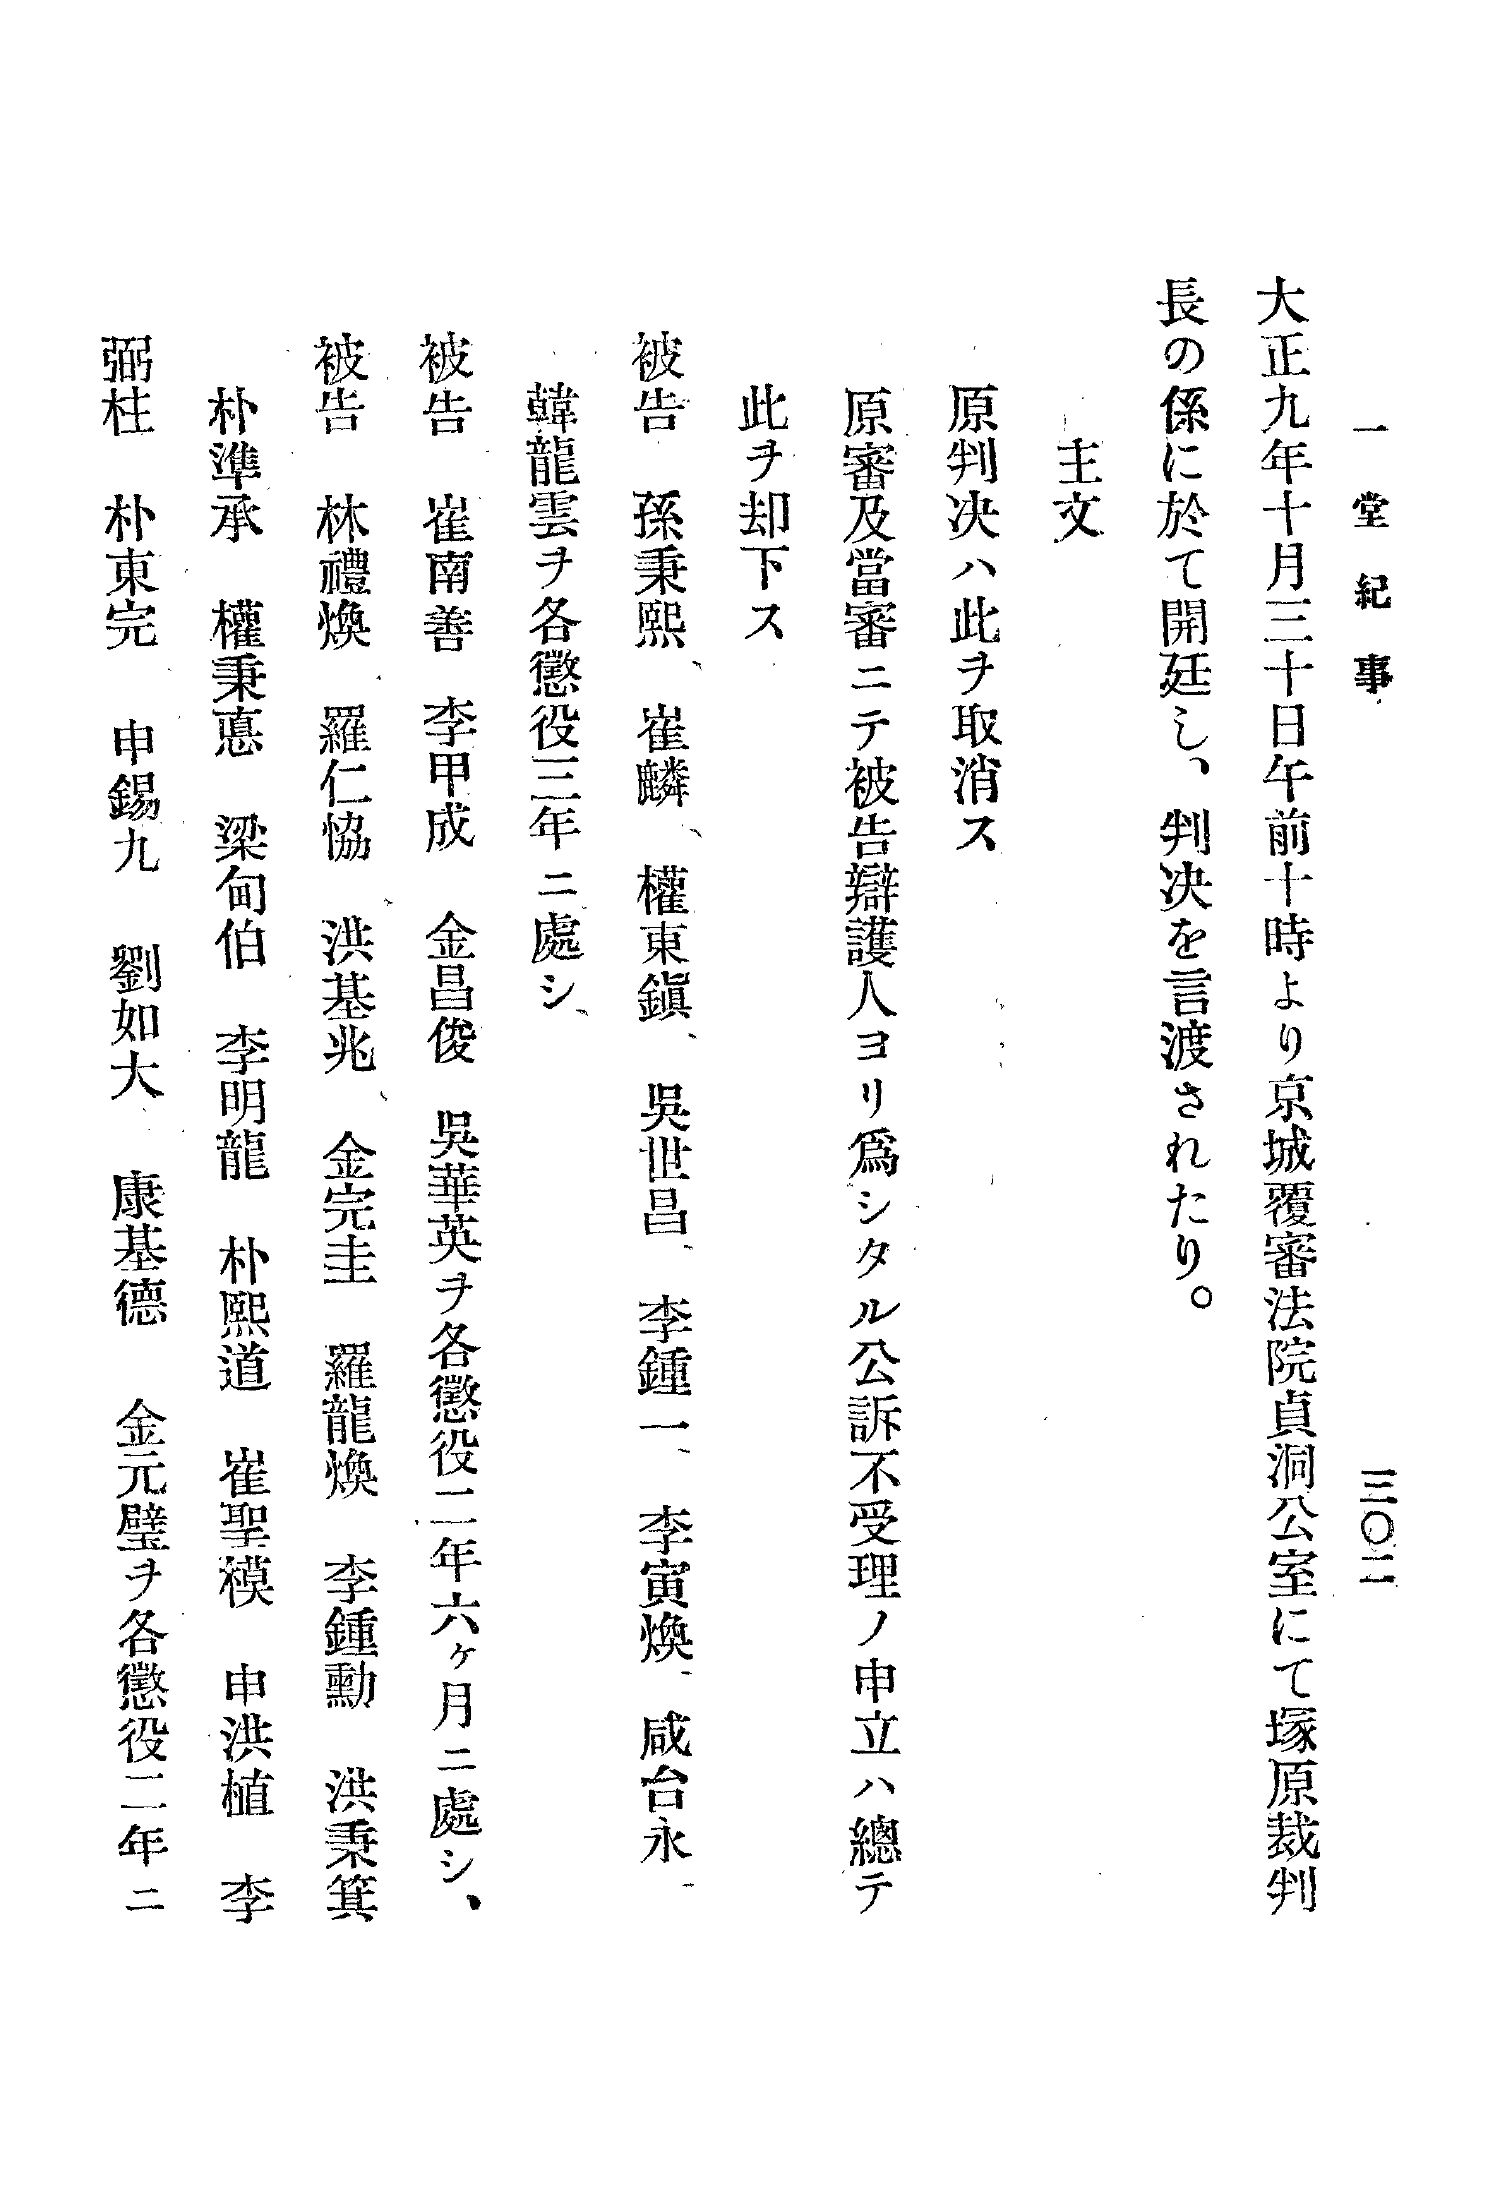 一堂紀事 三〇二
大正九年十月三十日午前十時より京城覆審法院貞洞公室にて塚原裁判
長の係に於て開廷し、判决を言渡されたり。
主文
原判决ハ此ヲ取消ス
原審及當審ニテ被告辯護人ヨリ爲シタル公訴不受理ノ申立ハ總テ
此ヲ却下ス
被告 孫秉熙、崔麟、權東鎭、吳世昌、李鍾一、李寅煥、咸台永、
韓龍雲ヲ各懲役三年ニ處シ、
被告 崔南善 李甲成 金昌俊 吳華英ヲ各懲役二年六ヶ月ニ處シ、
被告 林禮煥 羅仁恊 洪基兆 金完圭 羅龍煥 李鍾勳 洪秉箕
朴準承 權秉悳 梁甸伯 李明龍 朴熙道 崔聖模 申洪植 李
弼柱 朴東完 申錫九 劉如大 康基德 金元璧ヲ各懲役二年ニ